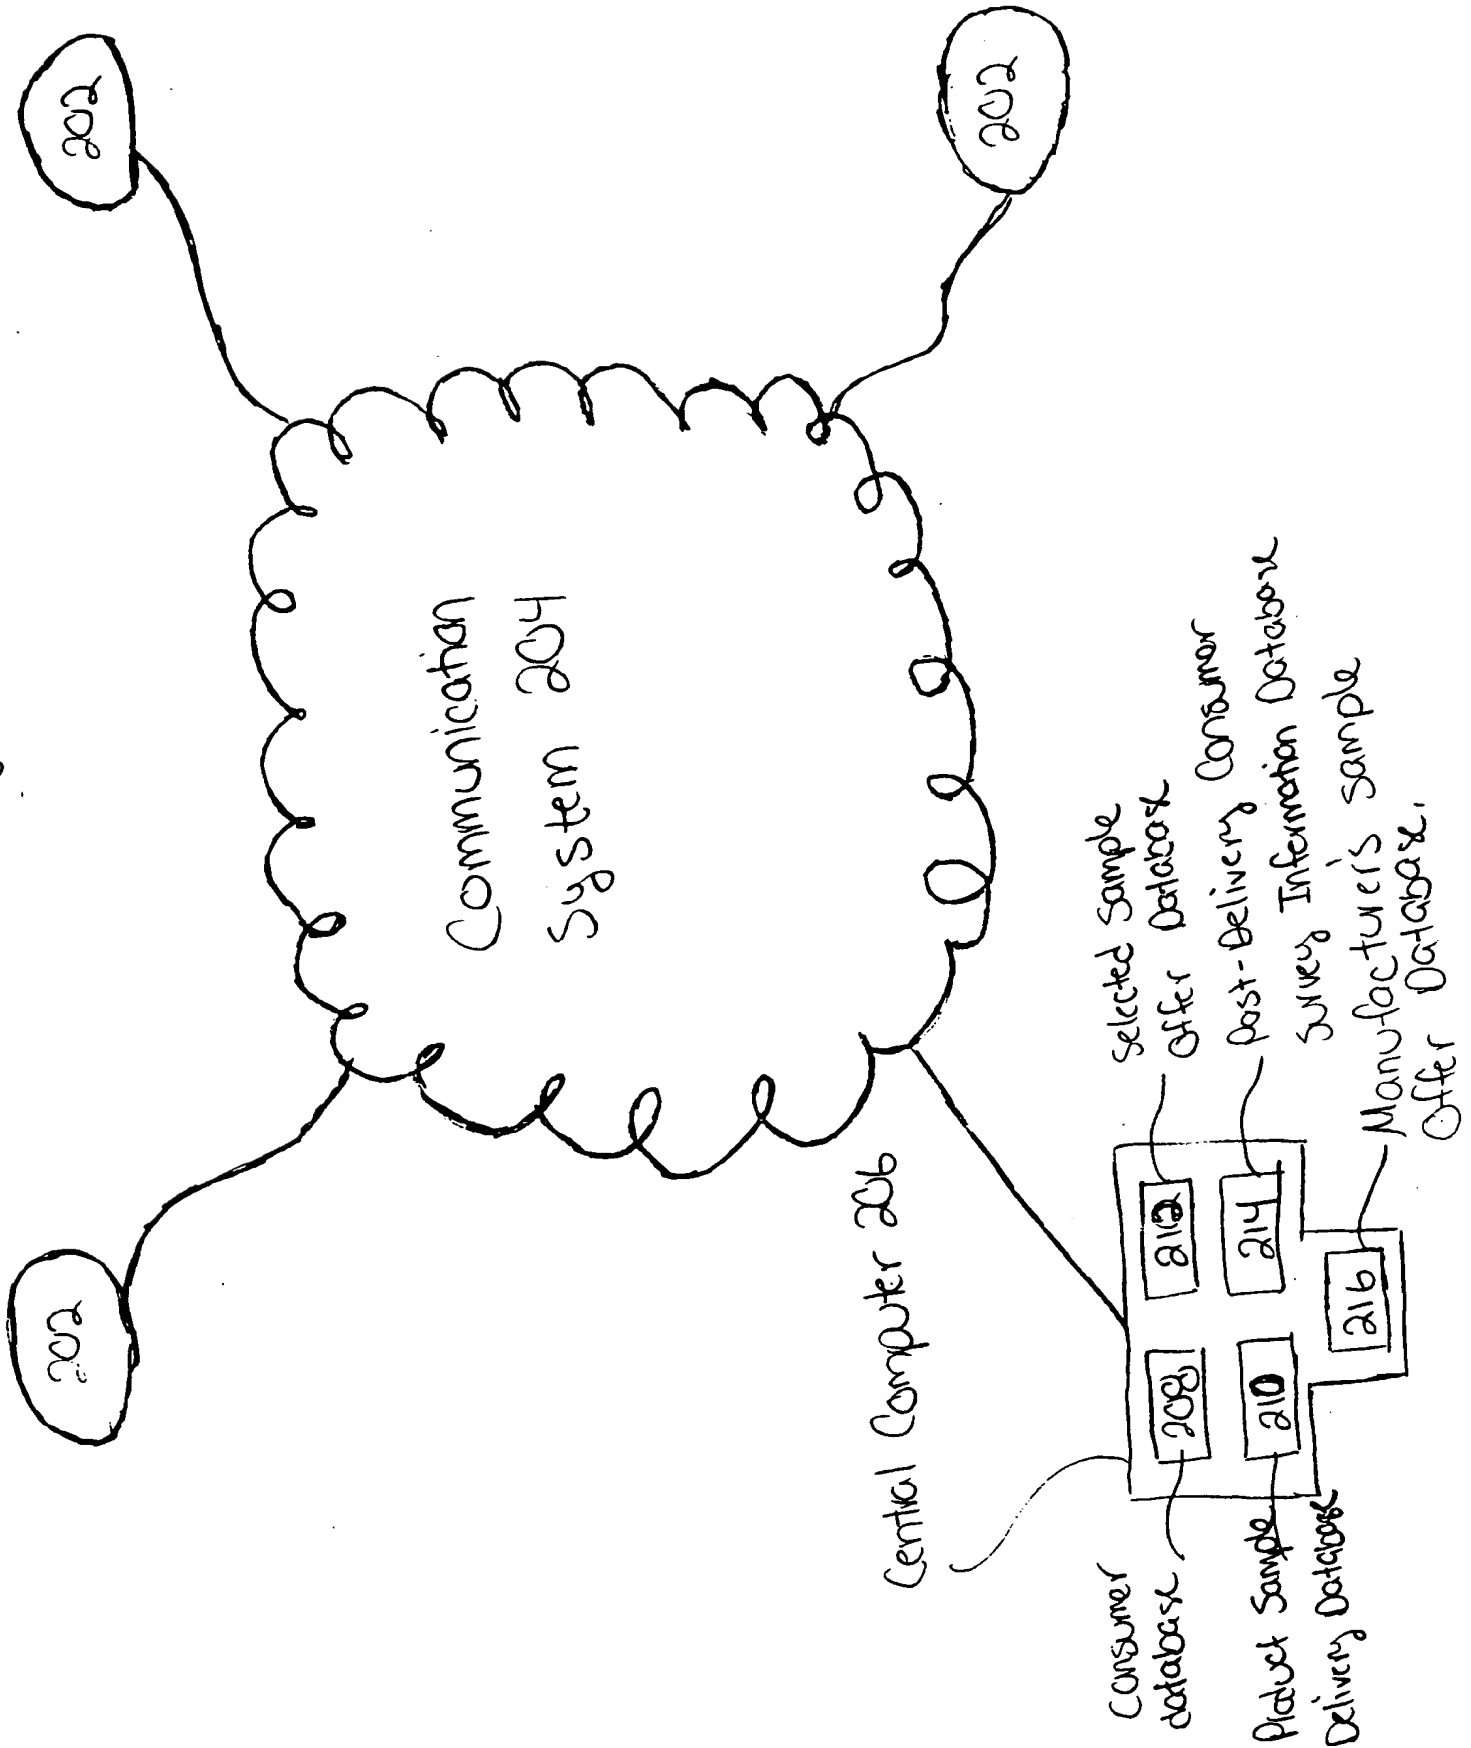 202
202
202
Communication
System 204
Central Computer 206
Consumer
database
208
212
Selected Sample
Offer Database
Product Sample
Delivery Database
210
214
Post-Delivery Consumer
Survey Information Database
216
Manufacturers Sample
Offer Database.